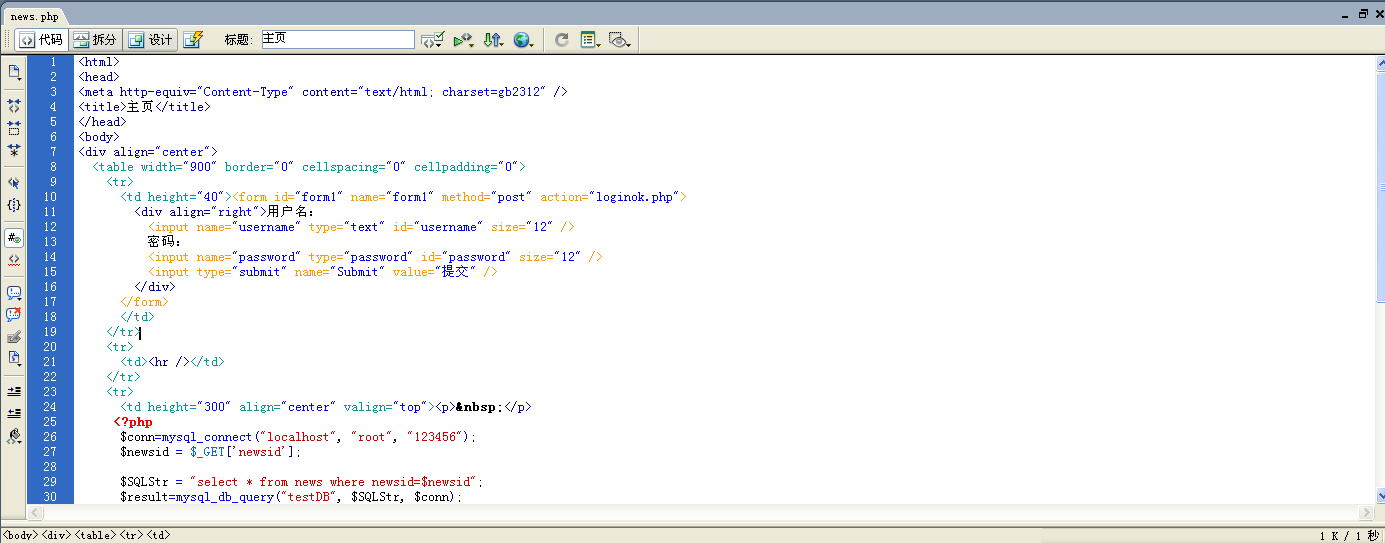 news.php
代码 拆分 设计 标题: 主页
1 <html>
2 <head>
3 <meta http-equiv="Content-Type" content="text/html; charset=gb2312" />
4 <title>主页</title>
5 </head>
6 <body>
7 <div align="center">
8 <table width="900" border="0" cellspacing="0" cellpadding="0">
9 <tr>
10 <td height="40"><form id="form1" name="form1" method="post" action="loginok.php">
11 <div align="right">用户名：
12 <input name="username" type="text" id="username" size="12" />
13 密码：
14 <input name="password" type="password" id="password" size="12" />
15 <input type="submit" name="Submit" value="提交" />
16 </div>
17 </form>
18 </td>
19 </tr>
20 <tr>
21 <td><hr /></td>
22 </tr>
23 <tr>
24 <td height="300" align="center" valign="top"><p>&nbsp;</p>
25 <?php
26 $conn=mysql_connect("localhost", "root", "123456");
27 $newsid = $_GET['newsid'];
28
29 $SQLStr = "select * from news where newsid=$newsid";
30 $result=mysql_db_query("testDB", $SQLStr, $conn);
<body> <div> <table> <tr> <td> 1 K / 1 秒